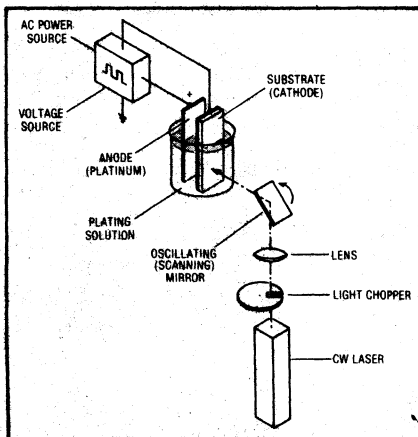 AC POWER
SOURCE
VOLTAGE
SOURCE
+
SUBSTRATE
(CATHODE)
ANODE
(PLATINUM)
PLATING
SOLUTION
OSCILLATING
(SCANNING)
MIRROR
LENS
LIGHT CHOPPER
CW LASER